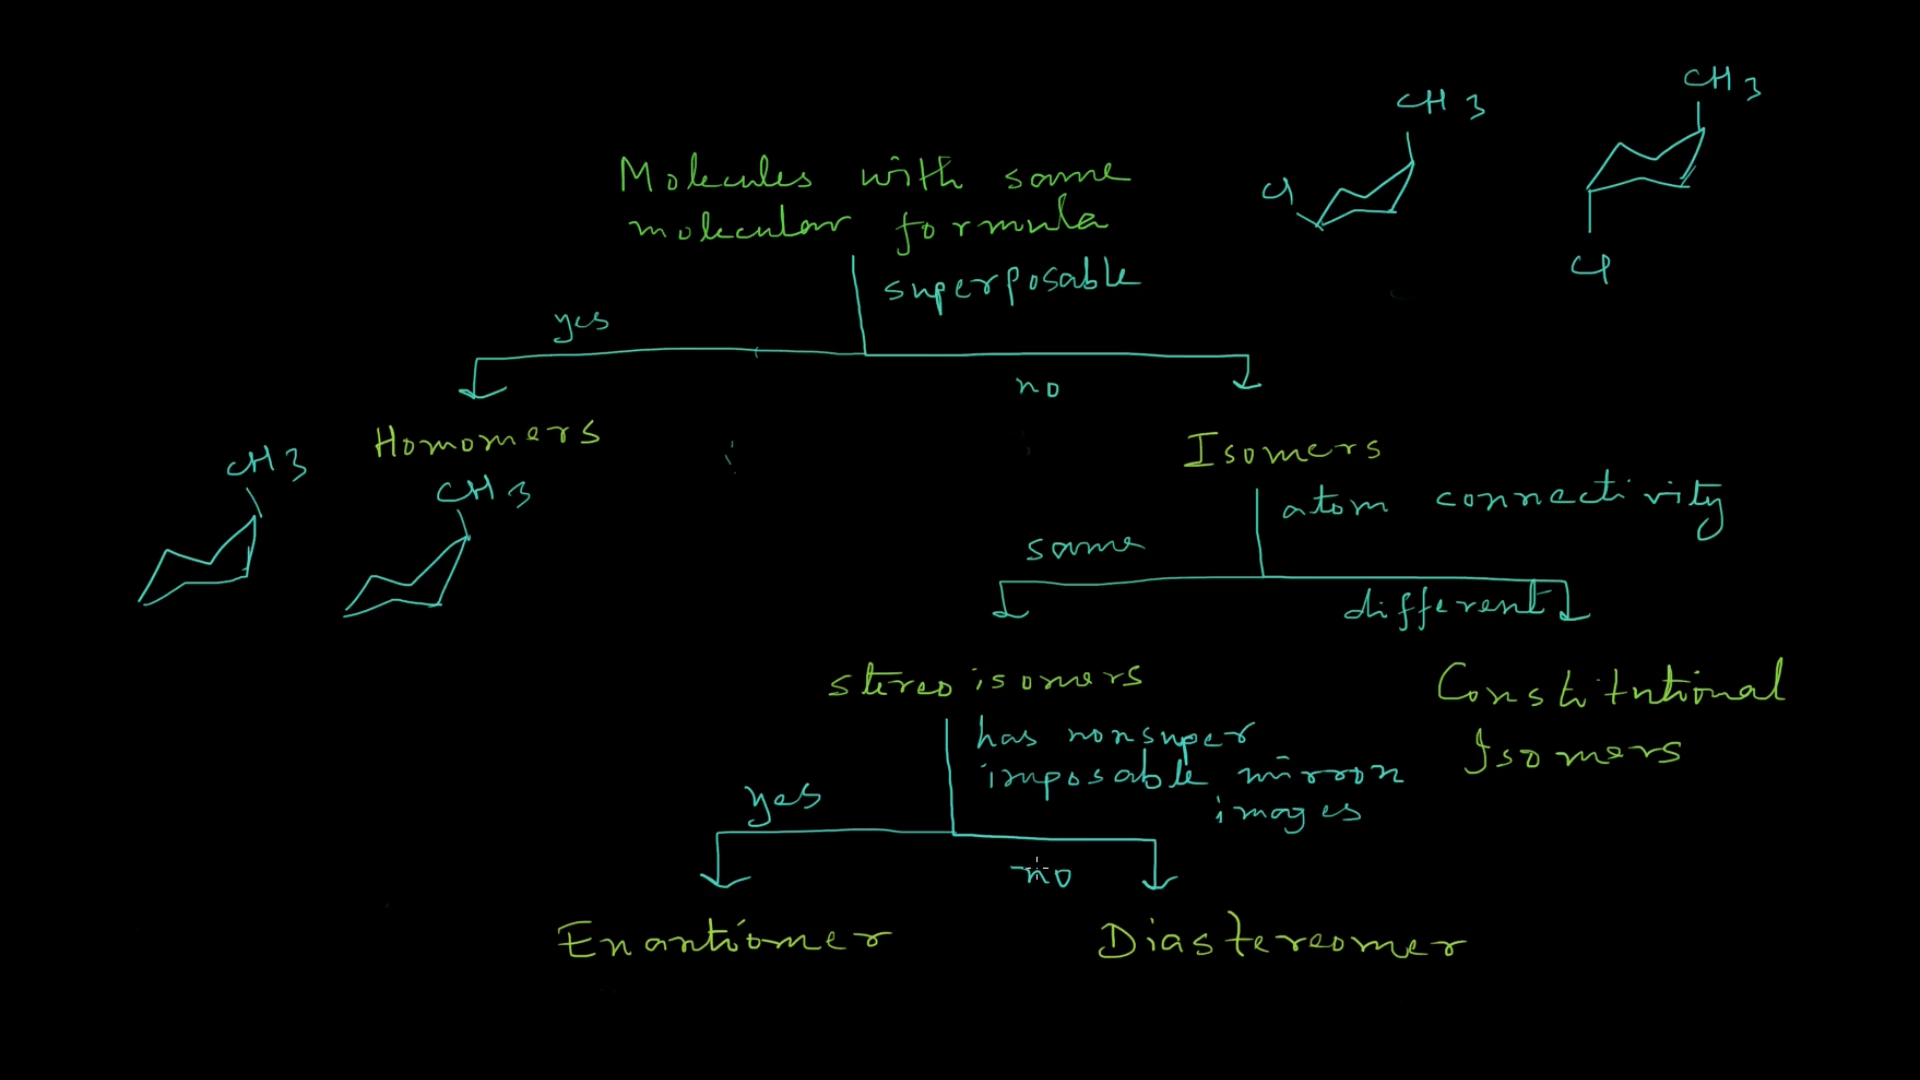 CH3
CH3
Cl
Molecules with same
molecular formula
superposable
Cl
yes
no
Homomers
Isomers
CH3
CH3
atom connectivity
same
different
stereoisomers
Constitutional
Isomers
has nonsuper
imposable mirror
images
yes
no
Enantiomer
Diastereomer